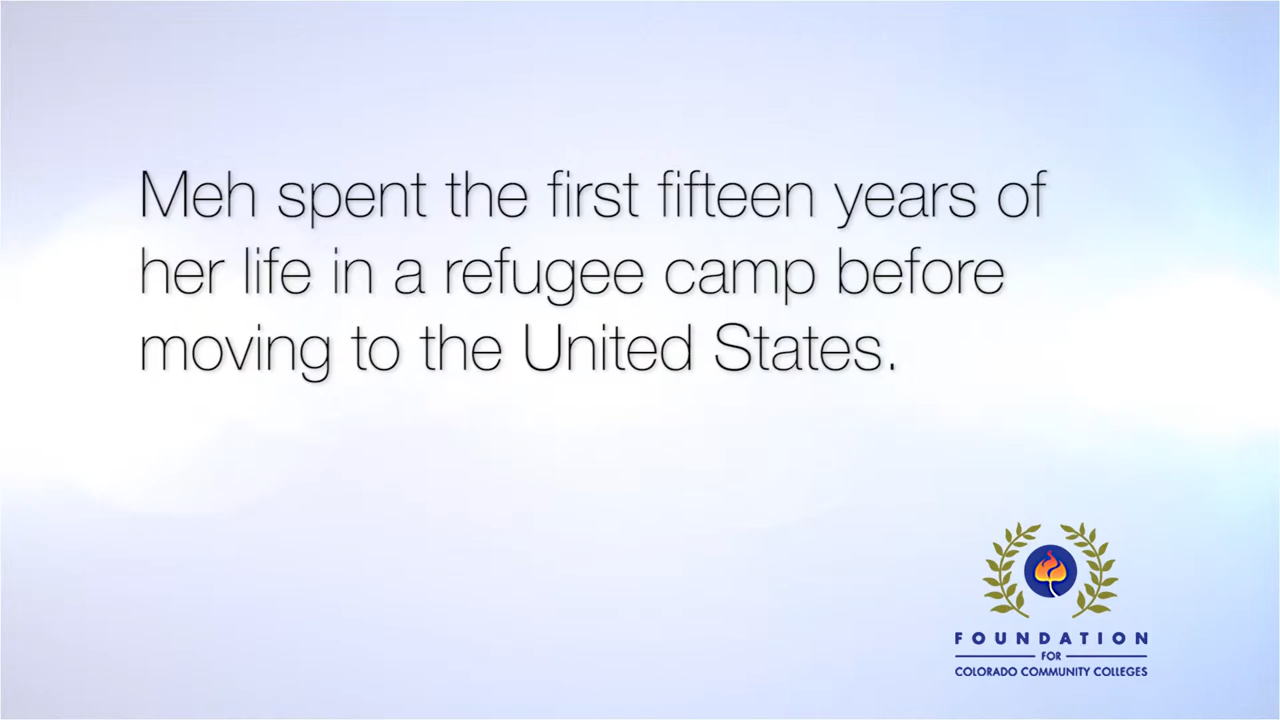 Meh spent the first fifteen years of
her life in a refugee camp before
moving to the United States.
FOUNDATION
FOR
COLORADO COMMUNITY COLLEGES